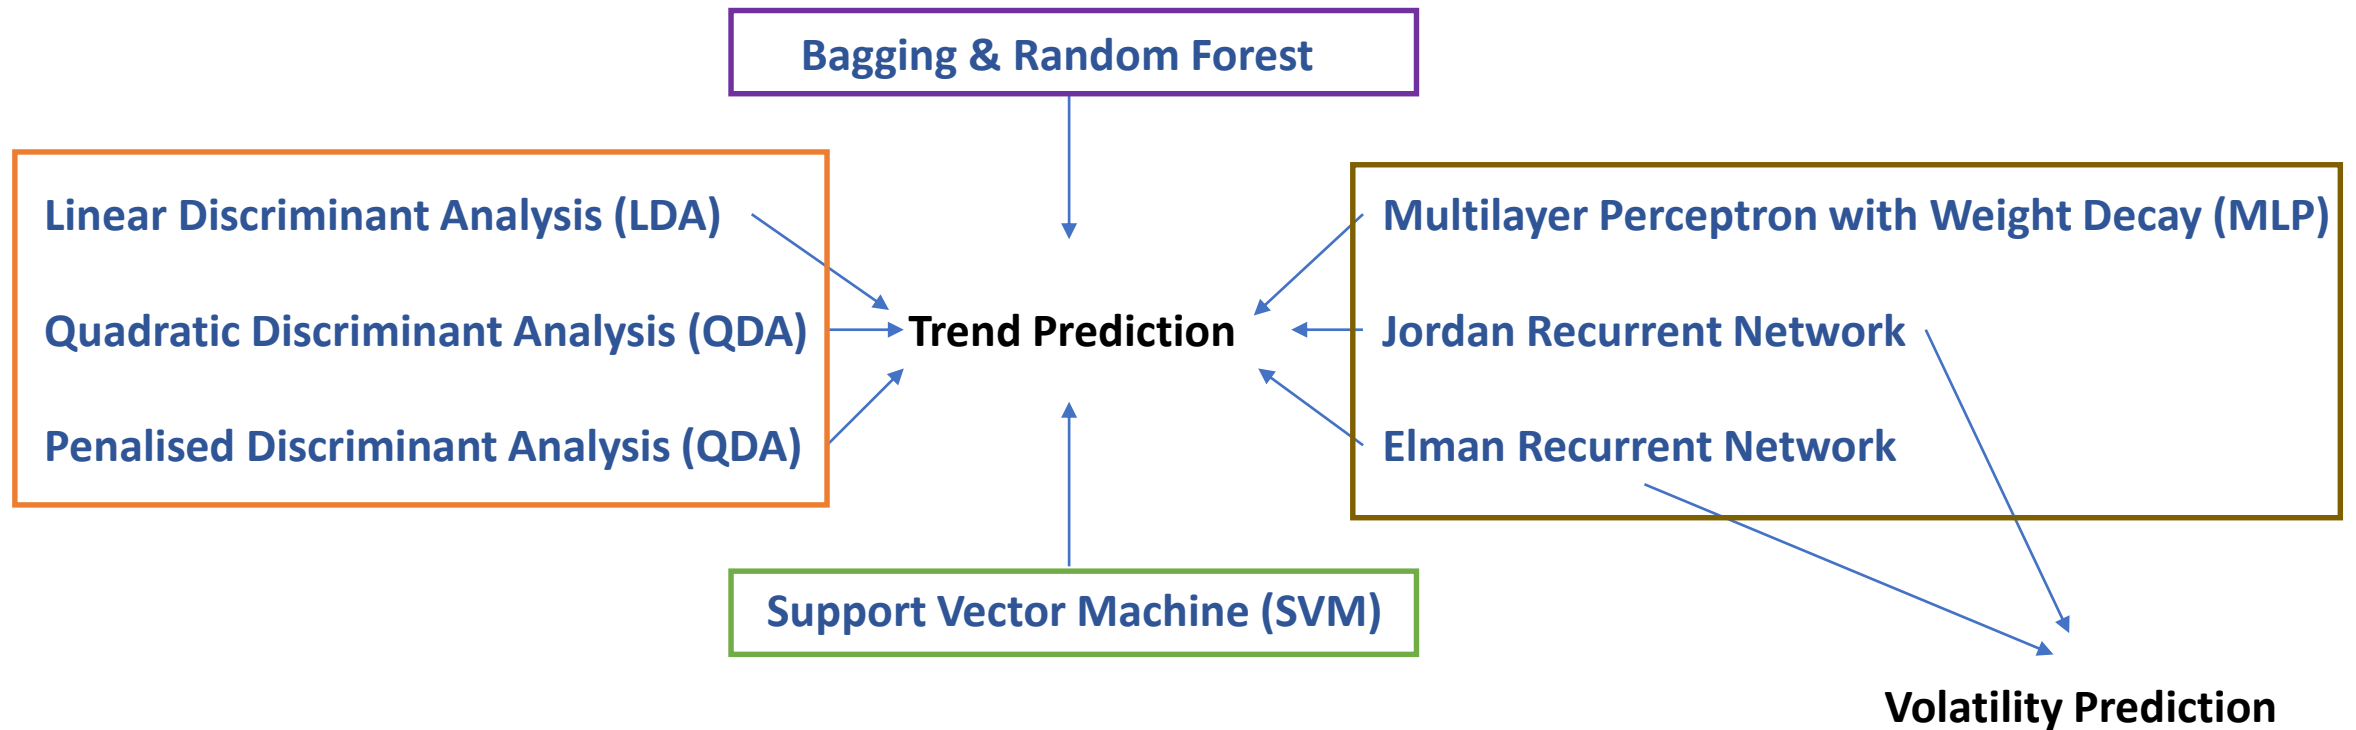 Bagging & Random Forest
Linear Discriminant Analysis (LDA)
Quadratic Discriminant Analysis (QDA)
Penalised Discriminant Analysis (QDA)
Trend Prediction
Multilayer Perceptron with Weight Decay (MLP)
Jordan Recurrent Network
Elman Recurrent Network
Support Vector Machine (SVM)
Volatility Prediction